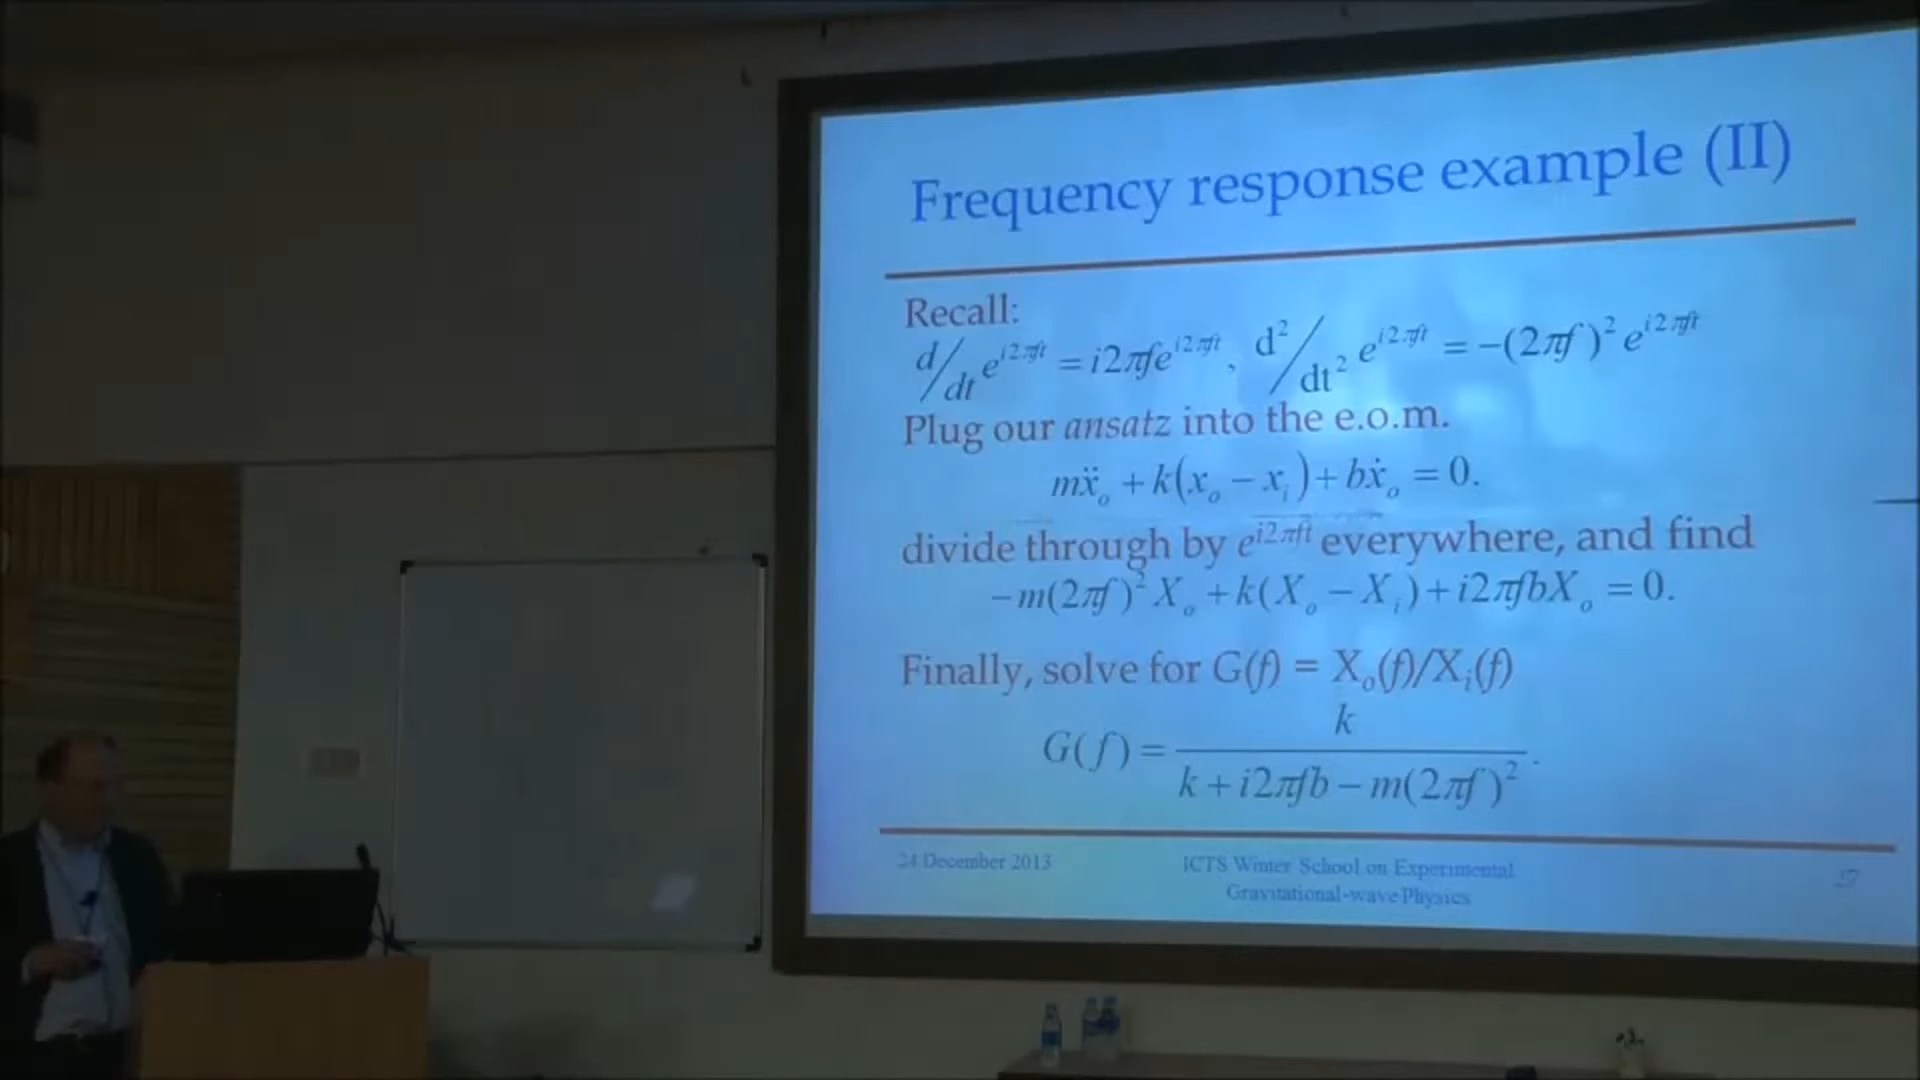 Frequency response example (II)
Recall:
d/dt e^{i2πft} = i2πfe^{i2πft}, d²/dt² e^{i2πft} = −(2πf)² e^{i2πft}
Plug our ansatz into the e.o.m.
mẍ_o + k(x_o − x_i) + bẋ_o = 0.
divide through by e^{i2πft} everywhere, and find
−m(2πf)² X_o + k(X_o − X_i) + i2πfbX_o = 0.
Finally, solve for G(f) = X_o(f)/X_i(f)
G(f) = k / (k + i2πfb − m(2πf)²).
24 December 2013
ICTS Winter School on Experimental
Gravitational-wave Physics
27